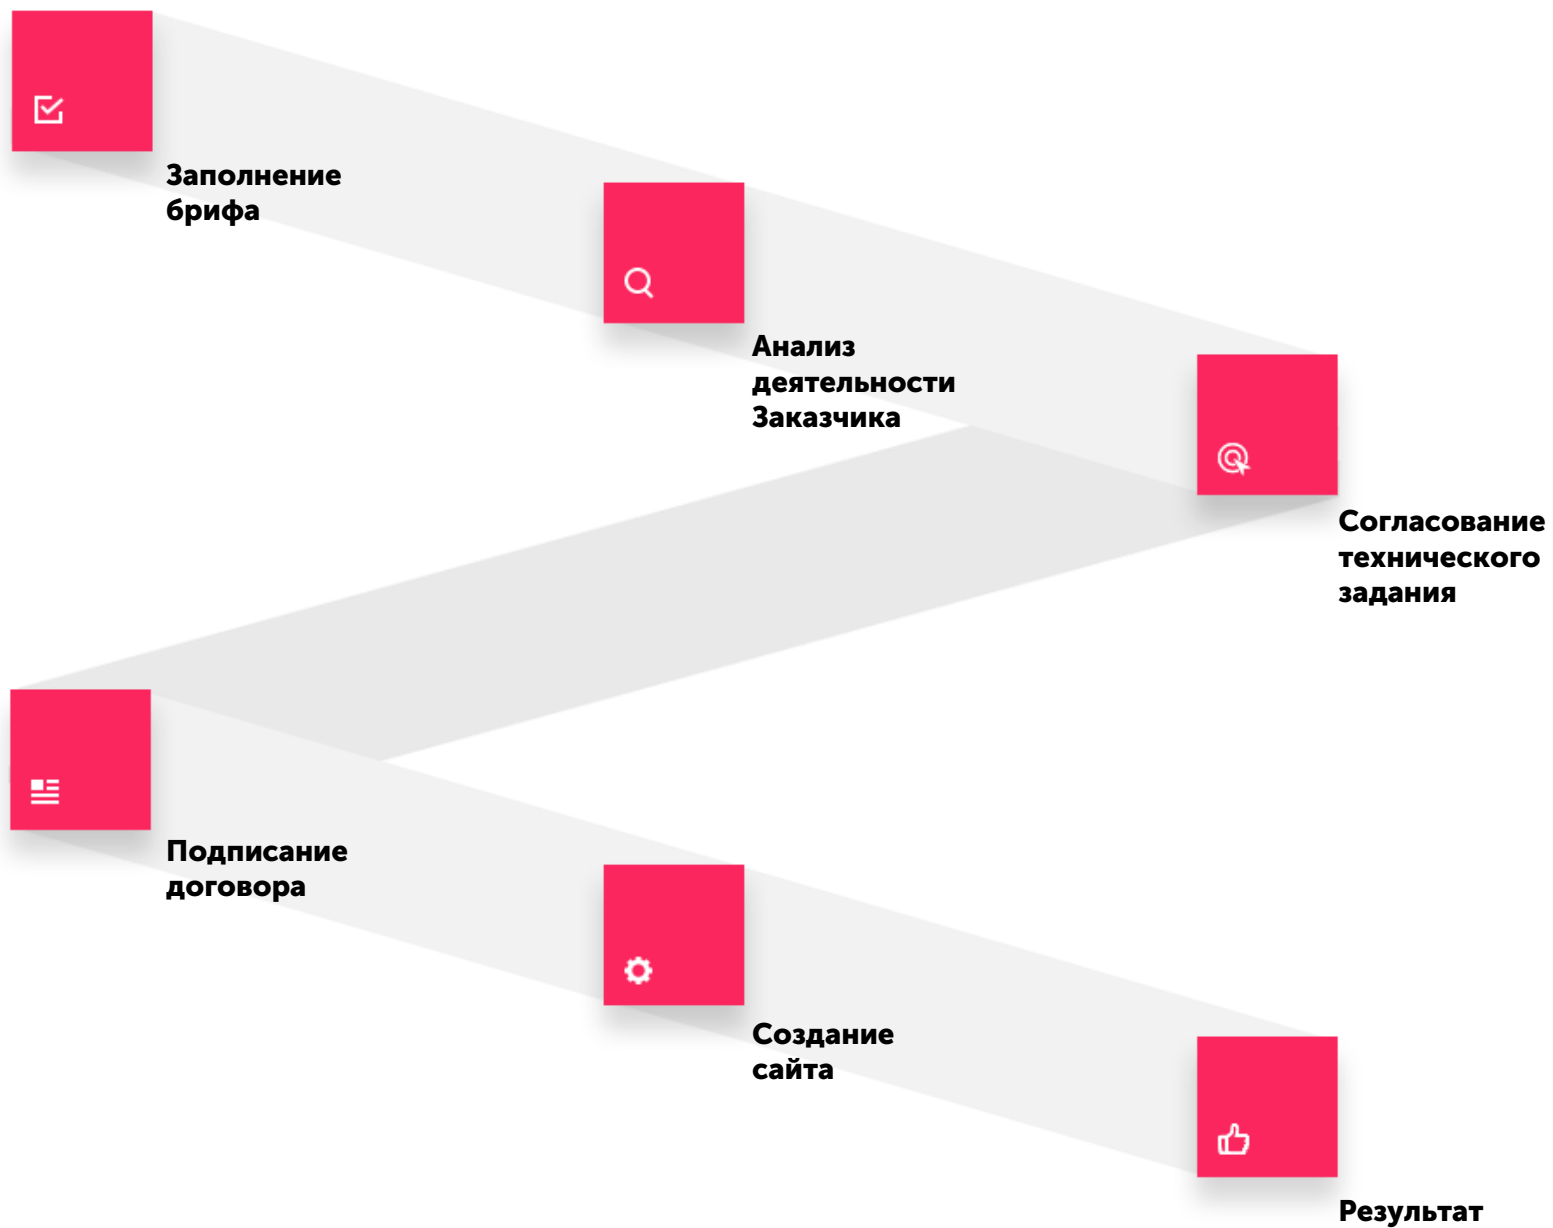 Заполнение
брифа
Анализ
деятельности
Заказчика
Согласование
технического
задания
Подписание
договора
Создание
сайта
Результат